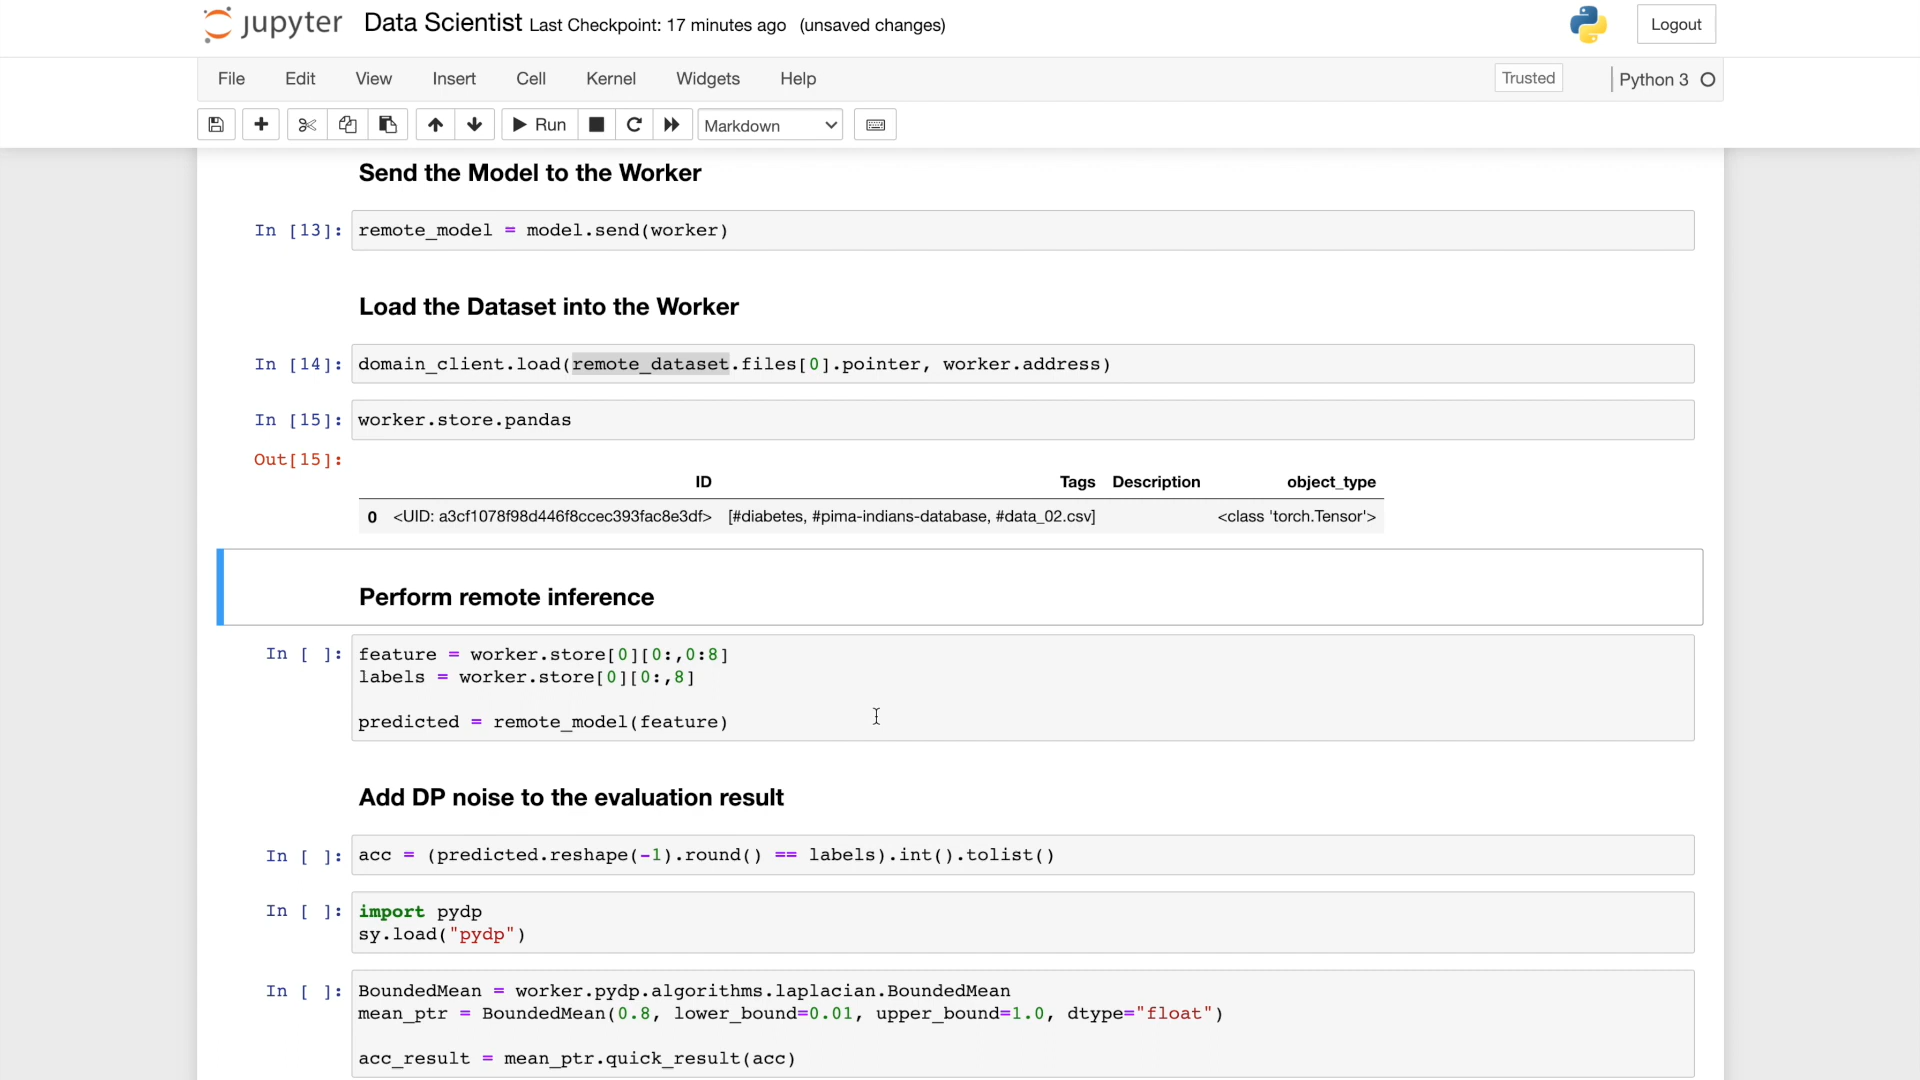 jupyter Data Scientist Last Checkpoint: 17 minutes ago (unsaved changes) Logout
File Edit View Insert Cell Kernel Widgets Help Trusted Python 3
Run Markdown
Send the Model to the Worker
In [13]: remote_model = model.send(worker)
Load the Dataset into the Worker
In [14]: domain_client.load(remote_dataset.files[0].pointer, worker.address)
In [15]: worker.store.pandas
Out[15]:
ID Tags Description object_type
0 <UID: a3cf1078f98d446f8ccec393fac8e3df> [#diabetes, #pima-indians-database, #data_02.csv] <class 'torch.Tensor'>
Perform remote inference
In [ ]: feature = worker.store[0][0:,0:8]
labels = worker.store[0][0:,8]
predicted = remote_model(feature)
Add DP noise to the evaluation result
In [ ]: acc = (predicted.reshape(-1).round() == labels).int().tolist()
In [ ]: import pydp
sy.load("pydp")
In [ ]: BoundedMean = worker.pydp.algorithms.laplacian.BoundedMean
mean_ptr = BoundedMean(0.8, lower_bound=0.01, upper_bound=1.0, dtype="float")
acc_result = mean_ptr.quick_result(acc)